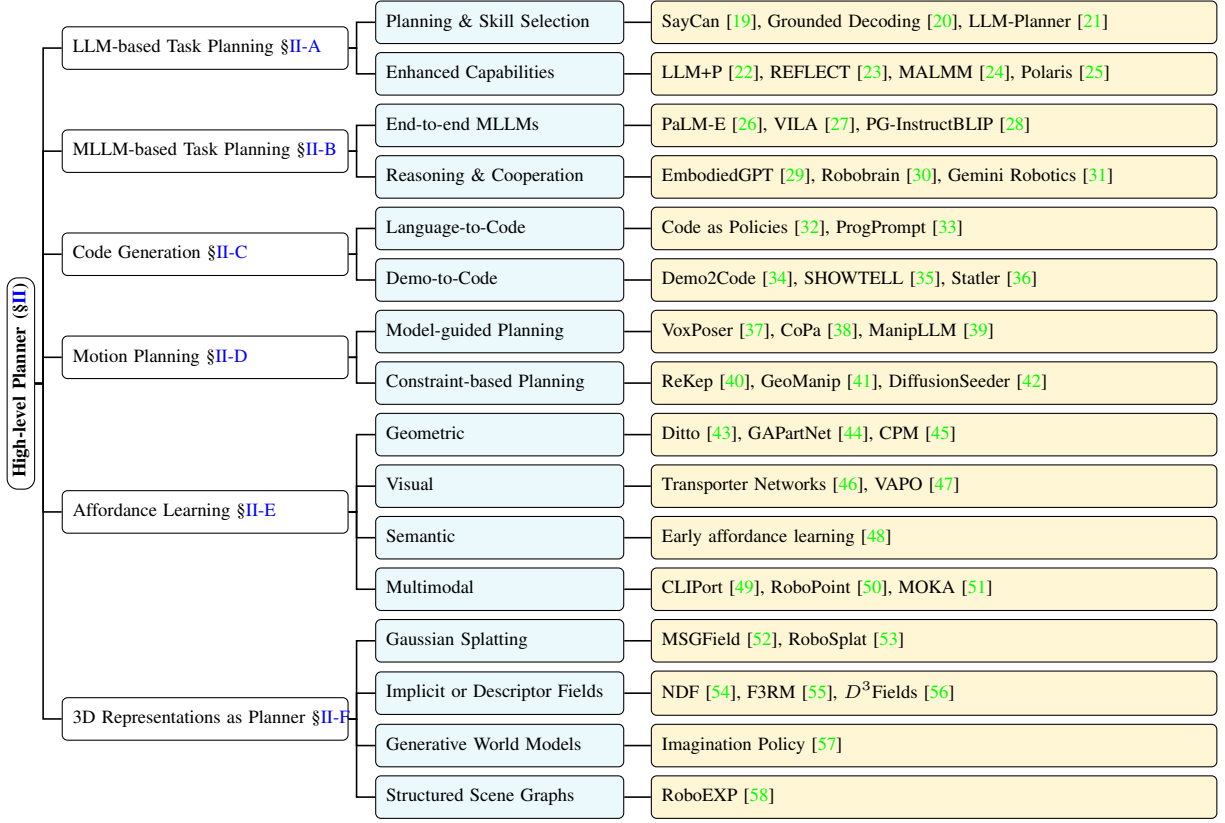 High-level Planner (§II)
LLM-based Task Planning §II-A
Planning & Skill Selection
SayCan [19], Grounded Decoding [20], LLM-Planner [21]
Enhanced Capabilities
LLM+P [22], REFLECT [23], MALMM [24], Polaris [25]
MLLM-based Task Planning §II-B
End-to-end MLLMs
PaLM-E [26], VILA [27], PG-InstructBLIP [28]
Reasoning & Cooperation
EmbodiedGPT [29], Robobrain [30], Gemini Robotics [31]
Code Generation §II-C
Language-to-Code
Code as Policies [32], ProgPrompt [33]
Demo-to-Code
Demo2Code [34], SHOWTELL [35], Statler [36]
Motion Planning §II-D
Model-guided Planning
VoxPoser [37], CoPa [38], ManipLLM [39]
Constraint-based Planning
ReKep [40], GeoManip [41], DiffusionSeeder [42]
Affordance Learning §II-E
Geometric
Ditto [43], GAPartNet [44], CPM [45]
Visual
Transporter Networks [46], VAPO [47]
Semantic
Early affordance learning [48]
Multimodal
CLIPort [49], RoboPoint [50], MOKA [51]
3D Representations as Planner §II-F
Gaussian Splatting
MSGField [52], RoboSplat [53]
Implicit or Descriptor Fields
NDF [54], F3RM [55], D³Fields [56]
Generative World Models
Imagination Policy [57]
Structured Scene Graphs
RoboEXP [58]